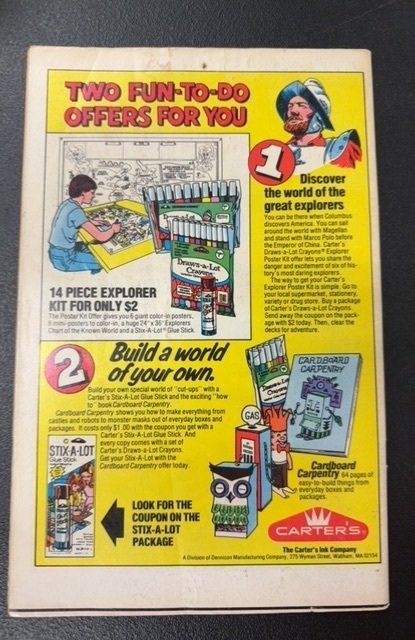 TWO FUN-TO-DO
OFFERS FOR YOU
1
Discover
the world of the
great explorers
You can be there when Columbus
discovers America. You can sail
around the world with Magellan
and stand with Marco Polo before
the Emperor of China. Carter's
Draws-a-Lot Crayons® Explorer
Poster Kit offer lets you share the
danger and excitement of six of his-
tory's most daring explorers.
The way to get your Carter's
Explorer Poster Kit is simple. Go to
your local supermarket, stationery,
variety or drug store. Buy a package
of Carter's Draws-a-Lot Crayons.
Send away the coupon on the pack-
age with $2 today. Then, clear the
decks for adventure.
Draws-a-Lot
Crayons
14 PIECE EXPLORER
KIT FOR ONLY $2
The Poster Kit Offer gives you 6 giant color-in posters,
6 mini-posters to color-in, a huge 24" x 36" Explorers
Chart of the Known World and a Stix-A-Lot® Glue Stick.
2
Build a world
of your own.
Build your own special world of "cut-ups" with a
Carter's Stix-A-Lot Glue Stick and the exciting "how
to" book Cardboard Carpentry.
Cardboard Carpentry shows you how to make everything from
castles and robots to monster masks out of everyday boxes and
packages. It costs only $1.00 with the coupon you get with a
Carter's Stix-A-Lot Glue Stick. And
every copy comes with a set of
Carter's Draws-a-Lot Crayons.
Get your Stix-A-Lot with the
Cardboard Carpentry offer today.
STIX-A-LOT
Glue Stick
LOOK FOR THE
COUPON ON THE
STIX-A-LOT
PACKAGE
Draws-a-Lot
CARDBOARD
CARPENTRY
GAS
Cardboard
Carpentry 64 pages of
easy-to-build things from
everyday boxes and
packages.
CARTER'S
The Carter's Ink Company
A Division of Dennison Manufacturing Company, 275 Wyman Street, Waltham, MA 02154